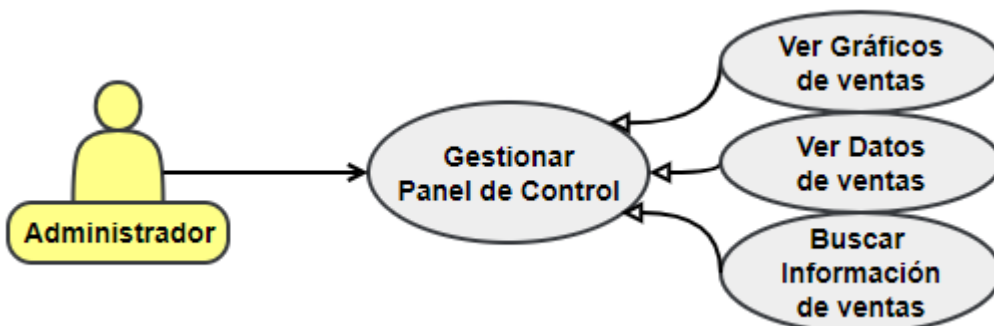 Ver Gráficos
de ventas
Gestionar
Panel de Control
Ver Datos
de ventas
Administrador
Buscar
Información
de ventas